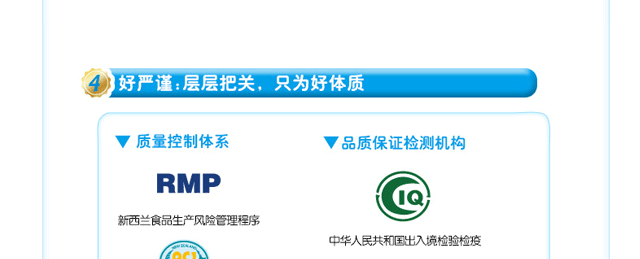 4 好严谨:层层把关，只为好体质
▼ 质量控制体系
▼ 品质保证检测机构
RMP
CIQ
新西兰食品生产风险管理程序
中华人民共和国出入境检验检疫